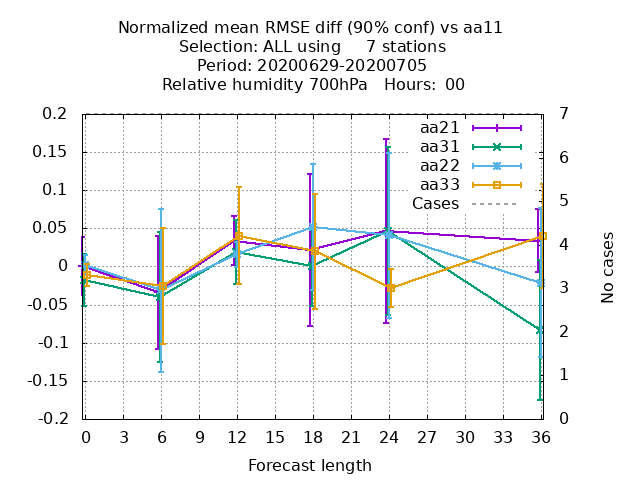 Normalized mean RMSE diff (90% conf) vs aa11
Selection: ALL using     7 stations
Period: 20200629-20200705
Relative humidity 700hPa   Hours:  00
aa21
aa31
aa22
aa33
Cases
0.2
0.15
0.1
0.05
0
-0.05
-0.1
-0.15
-0.2
7
6
5
4
3
2
1
0
No cases
0 3 6 9 12 15 18 21 24 27 30 33 36
Forecast length